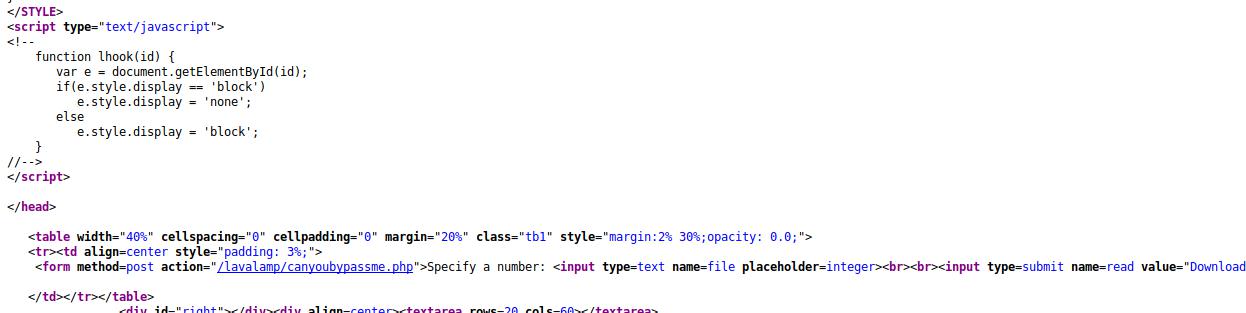 </STYLE>
<script type="text/javascript">
<!--
    function lhook(id) {
       var e = document.getElementById(id);
       if(e.style.display == 'block')
          e.style.display = 'none';
       else
          e.style.display = 'block';
    }
//-->
</script>
</head>
   <table width="40%" cellspacing="0" cellpadding="0" margin="20%" class="tb1" style="margin:2% 30%;opacity: 0.0;">
   <tr><td align=center style="padding: 3%;">
    <form method=post action="/lavalamp/canyoubypassme.php">Specify a number: <input type=text name=file placeholder=integer><br><br><input type=submit name=read value="Download
   </td></tr></table>
                <div id="right"></div><div align=center><textarea rows=20 cols=60></textarea>